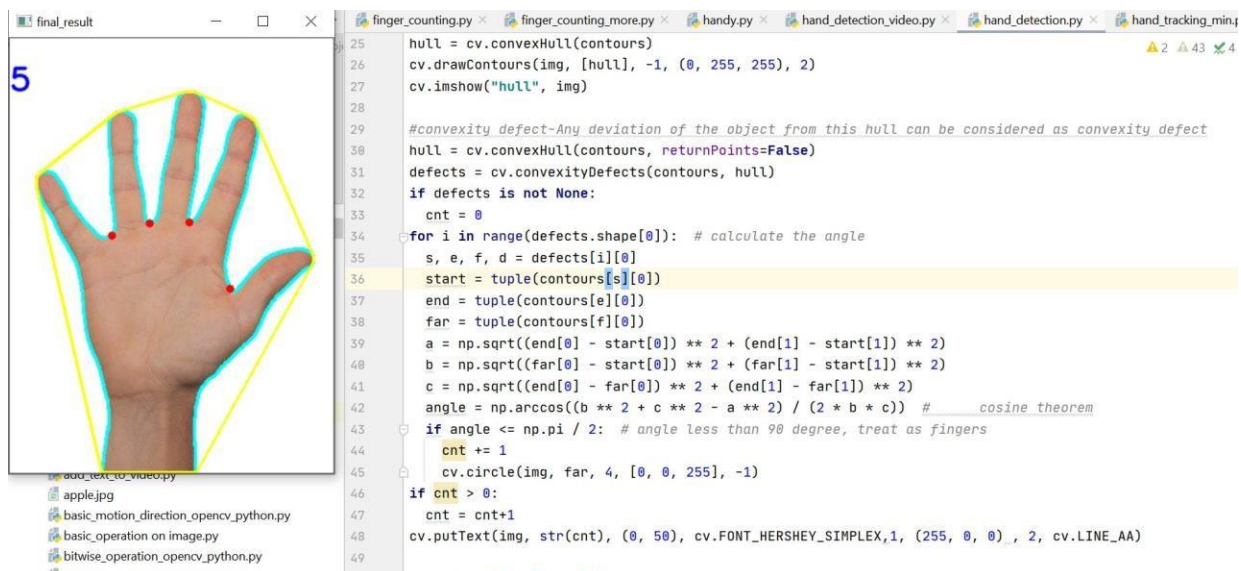 final_result
5
finger_counting.py
finger_counting_more.py
handy.py
hand_detection_video.py
hand_detection.py
hand_tracking_min.p
2 43 4
25 hull = cv.convexHull(contours)
26 cv.drawContours(img, [hull], -1, (0, 255, 255), 2)
27 cv.imshow("hull", img)
28
29 #convexity defect-Any deviation of the object from this hull can be considered as convexity defect
30 hull = cv.convexHull(contours, returnPoints=False)
31 defects = cv.convexityDefects(contours, hull)
32 if defects is not None:
33 cnt = 0
34 for i in range(defects.shape[0]): # calculate the angle
35 s, e, f, d = defects[i][0]
36 start = tuple(contours[s][0])
37 end = tuple(contours[e][0])
38 far = tuple(contours[f][0])
39 a = np.sqrt((end[0] - start[0]) ** 2 + (end[1] - start[1]) ** 2)
40 b = np.sqrt((far[0] - start[0]) ** 2 + (far[1] - start[1]) ** 2)
41 c = np.sqrt((end[0] - far[0]) ** 2 + (end[1] - far[1]) ** 2)
42 angle = np.arccos((b ** 2 + c ** 2 - a ** 2) / (2 * b * c)) # cosine theorem
43 if angle <= np.pi / 2: # angle less than 90 degree, treat as fingers
44 cnt += 1
45 cv.circle(img, far, 4, [0, 0, 255], -1)
46 if cnt > 0:
47 cnt = cnt+1
48 cv.putText(img, str(cnt), (0, 50), cv.FONT_HERSHEY_SIMPLEX,1, (255, 0, 0) , 2, cv.LINE_AA)
49
add_text_to_video.py
apple.jpg
basic_motion_direction_opencv_python.py
basic_operation on image.py
bitwise_operation_opencv_python.py